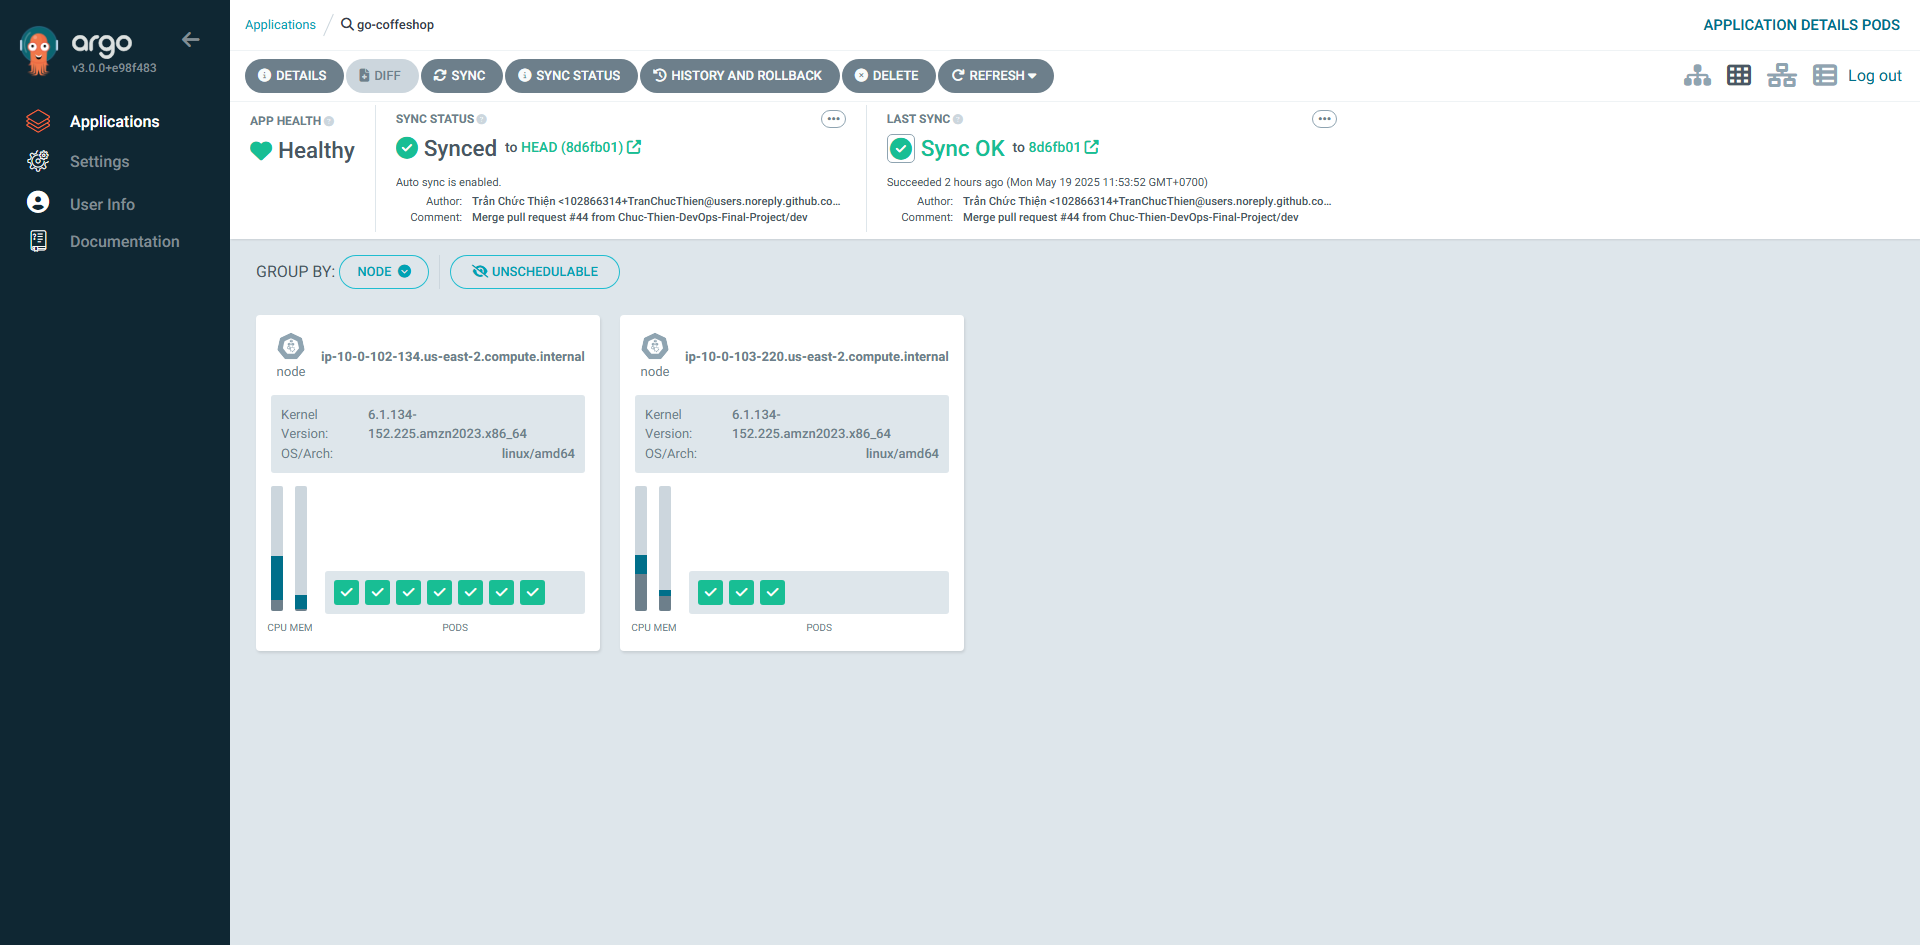 argo
v3.0.0+e98f483
Applications
Settings
User Info
Documentation
Applications / go-coffeshop
APPLICATION DETAILS PODS
DETAILS DIFF SYNC SYNC STATUS HISTORY AND ROLLBACK DELETE REFRESH
Log out
APP HEALTH
Healthy
SYNC STATUS
Synced to HEAD (8d6fb01)
Auto sync is enabled.
Author: Trần Chức Thiện <102866314+TranChucThien@users.noreply.github.co...
Comment: Merge pull request #44 from Chuc-Thien-DevOps-Final-Project/dev
LAST SYNC
Sync OK to 8d6fb01
Succeeded 2 hours ago (Mon May 19 2025 11:53:52 GMT+0700)
Author: Trần Chức Thiện <102866314+TranChucThien@users.noreply.github.co...
Comment: Merge pull request #44 from Chuc-Thien-DevOps-Final-Project/dev
GROUP BY: NODE UNSCHEDULABLE
node
ip-10-0-102-134.us-east-2.compute.internal
Kernel 6.1.134-
Version: 152.225.amzn2023.x86_64
OS/Arch: linux/amd64
CPU MEM PODS
node
ip-10-0-103-220.us-east-2.compute.internal
Kernel 6.1.134-
Version: 152.225.amzn2023.x86_64
OS/Arch: linux/amd64
CPU MEM PODS